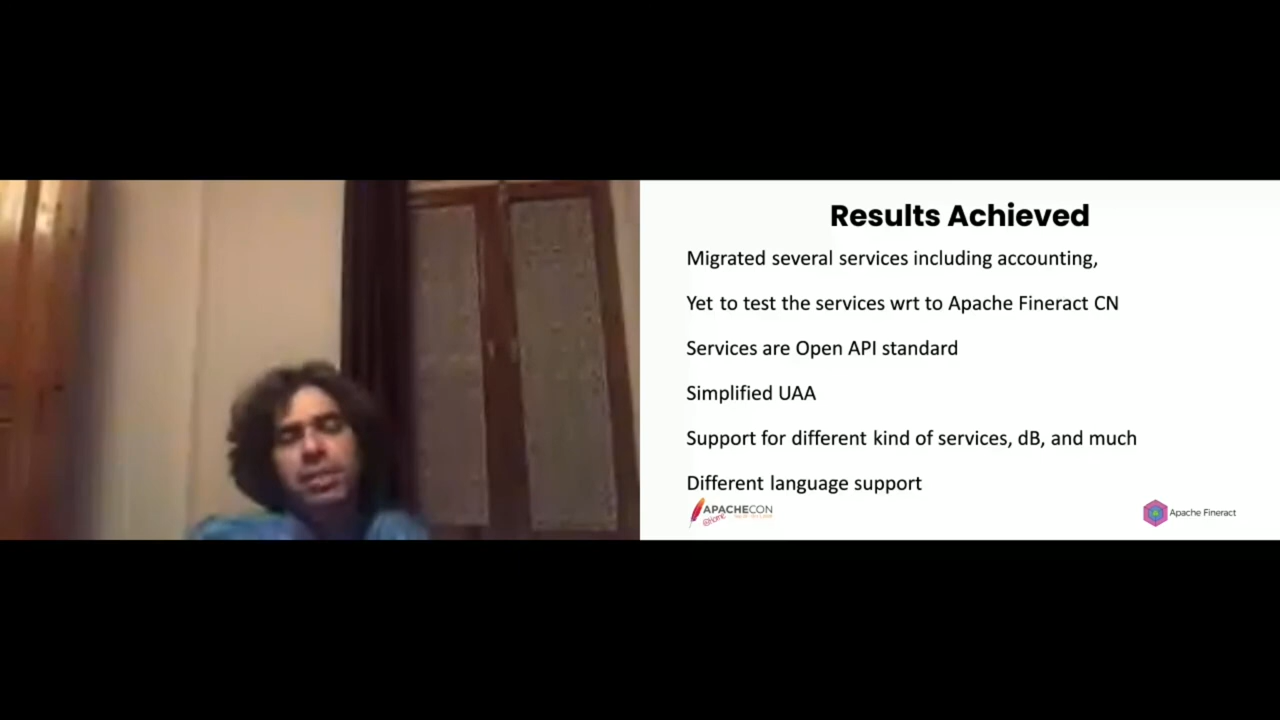 Results Achieved
Migrated several services including accounting,
Yet to test the services wrt to Apache Fineract CN
Services are Open API standard
Simplified UAA
Support for different kind of services, dB, and much
Different language support
APACHECON
@Home
Apache Fineract